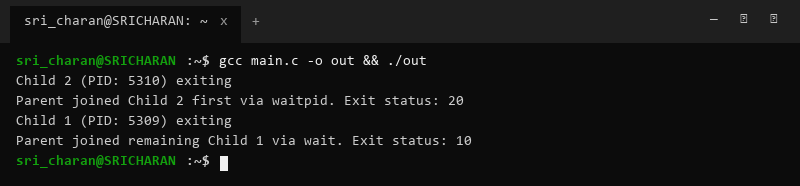 sri_charan@SRICHARAN: ~ x +
sri_charan@SRICHARAN :~$ gcc main.c -o out && ./out
Child 2 (PID: 5310) exiting
Parent joined Child 2 first via waitpid. Exit status: 20
Child 1 (PID: 5309) exiting
Parent joined remaining Child 1 via wait. Exit status: 10
sri_charan@SRICHARAN :~$